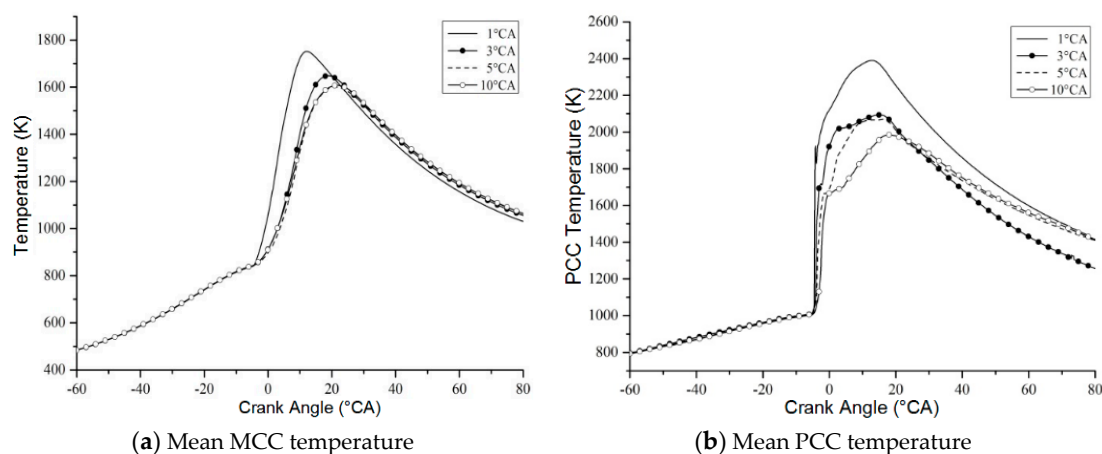 1800
1600
1400
1200
1000
800
600
400
Temperature (K)
-60
-40
-20
0
20
40
60
80
Crank Angle (°CA)
1°CA
3°CA
5°CA
10°CA
(a) Mean MCC temperature
2600
2400
2200
2000
1800
1600
1400
1200
1000
800
PCC Temperature (K)
-60
-40
-20
0
20
40
60
80
Crank Angle (°CA)
1°CA
3°CA
5°CA
10°CA
(b) Mean PCC temperature